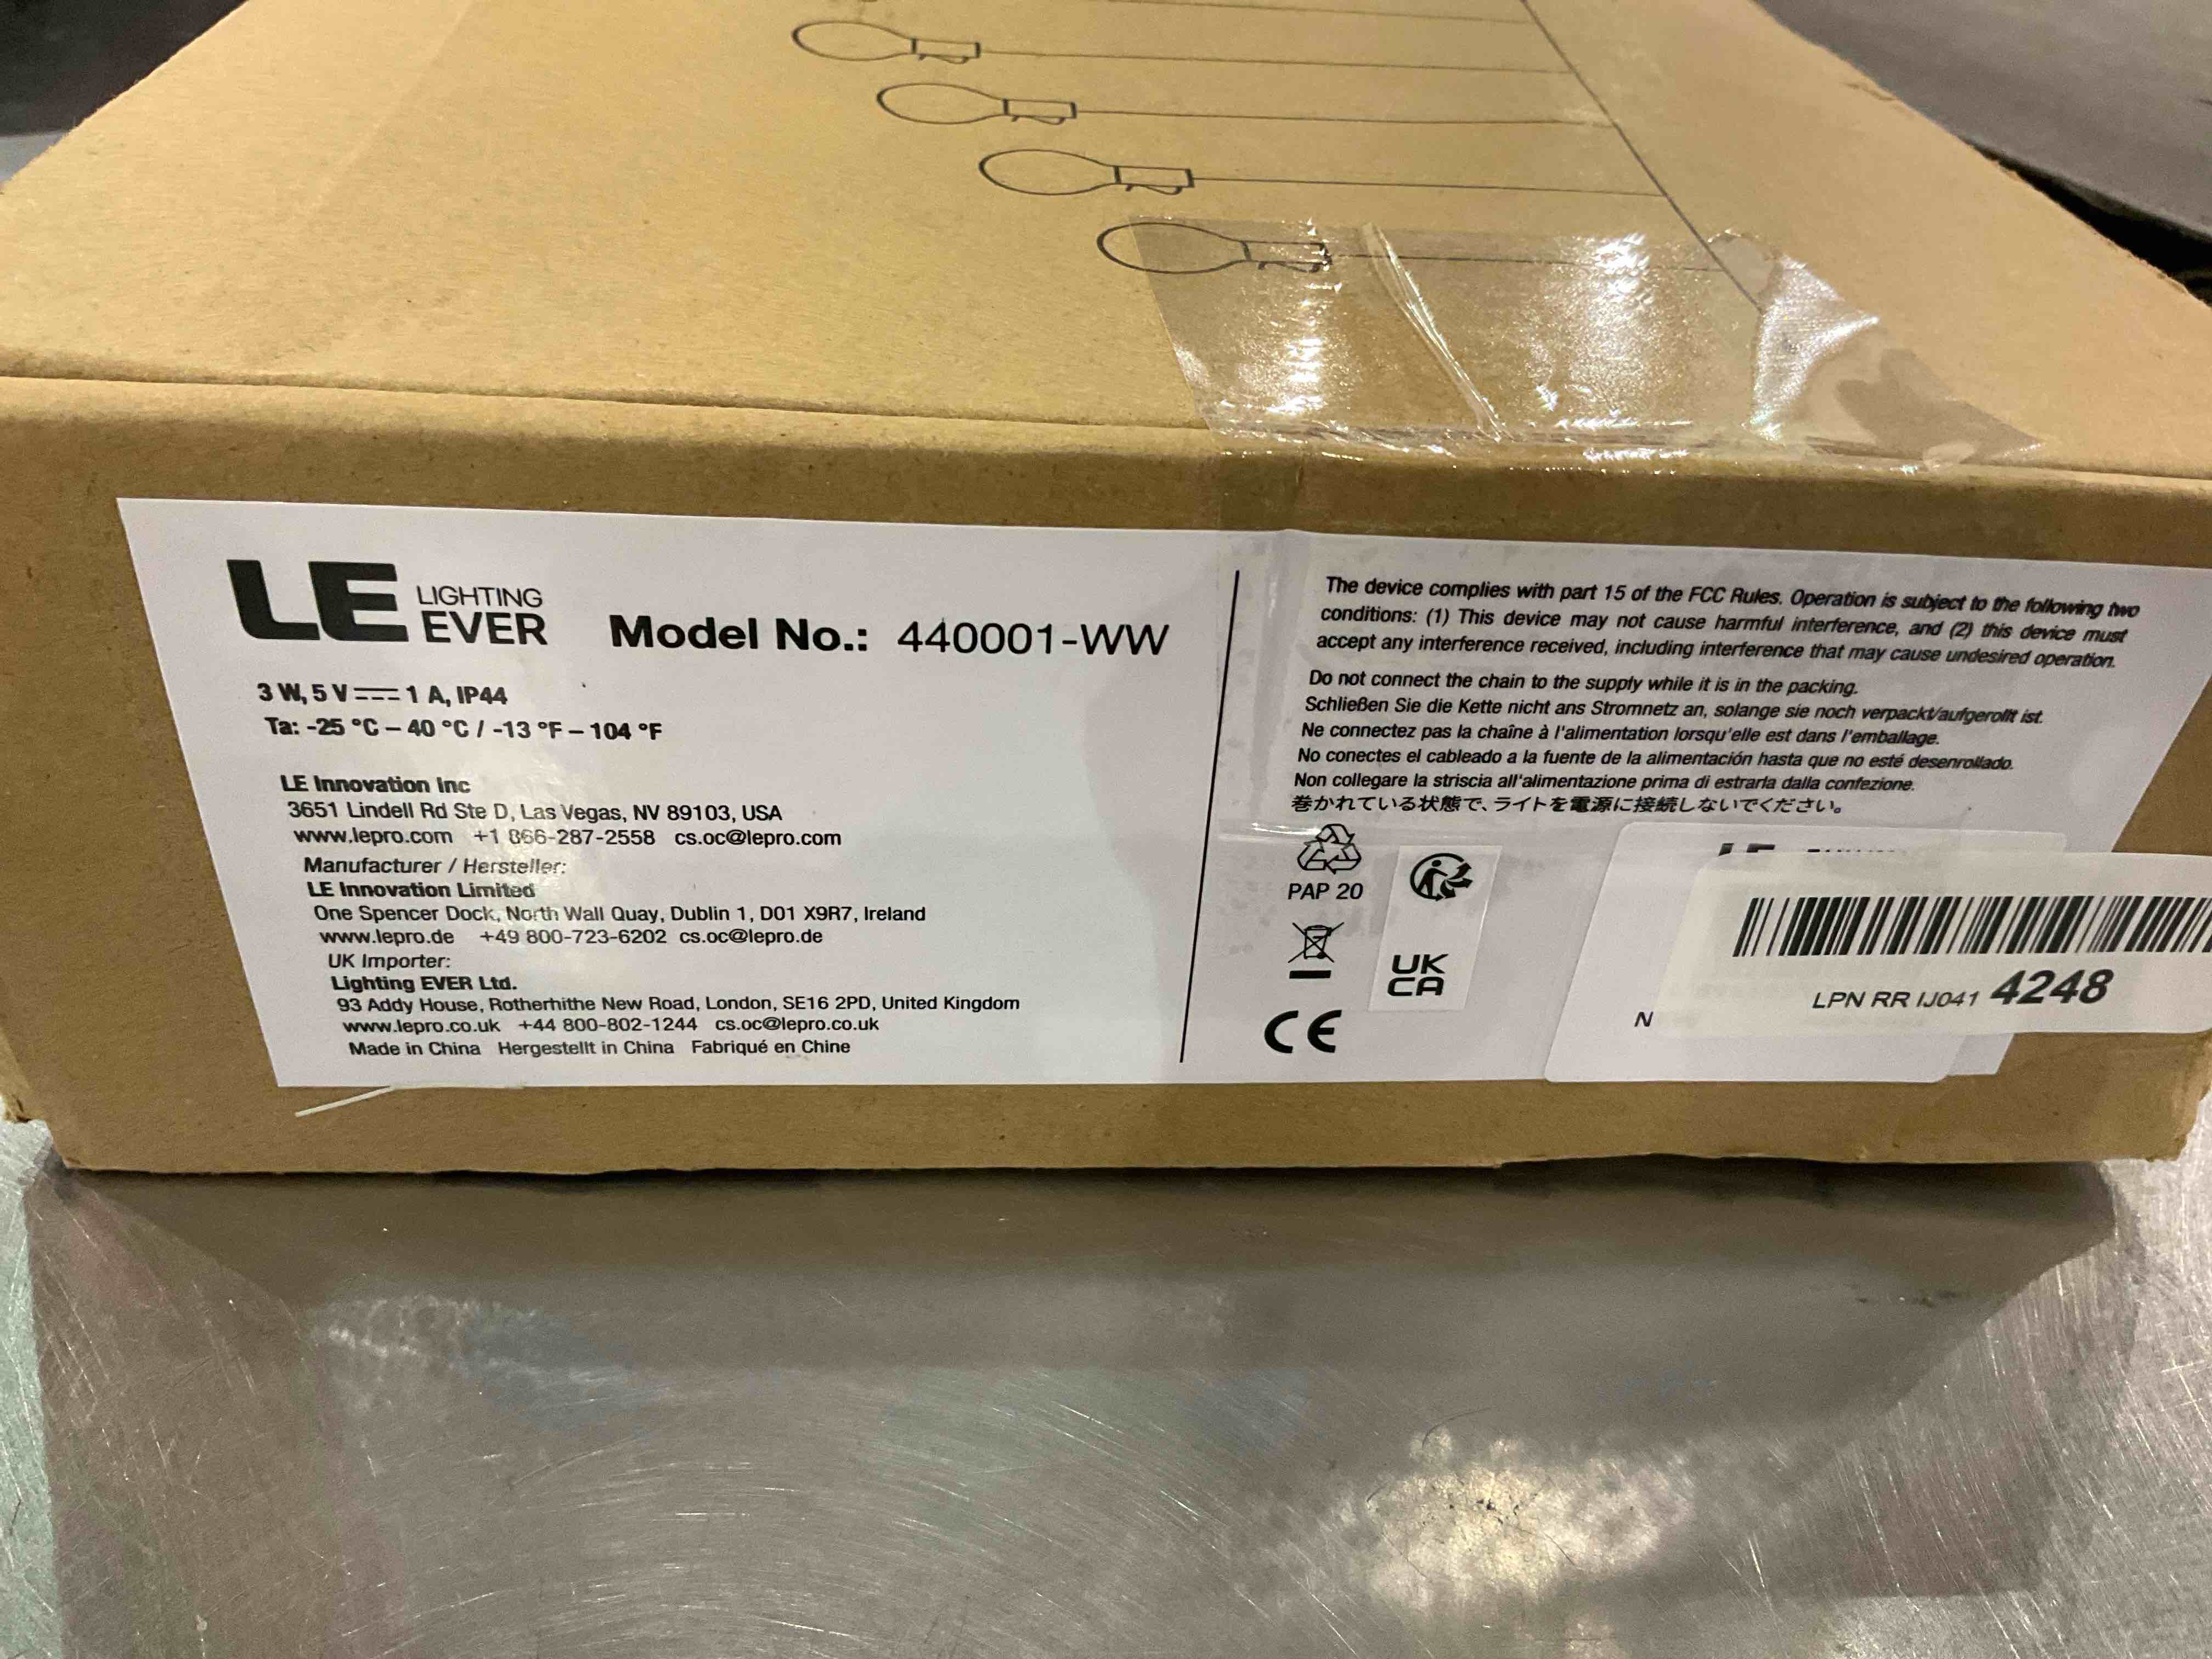 LE LIGHTING EVER
Model No.: 440001-WW
3 W, 5 V ⎓ 1 A, IP44
Ta: -25 °C – 40 °C / -13 °F – 104 °F
LE Innovation Inc
3651 Lindell Rd Ste D, Las Vegas, NV 89103, USA
www.lepro.com +1 866-287-2558 cs.oc@lepro.com
Manufacturer / Hersteller:
LE Innovation Limited
One Spencer Dock, North Wall Quay, Dublin 1, D01 X9R7, Ireland
www.lepro.de +49 800-723-6202 cs.oc@lepro.de
UK Importer:
Lighting EVER Ltd.
93 Addy House, Rotherhithe New Road, London, SE16 2PD, United Kingdom
www.lepro.co.uk +44 800-802-1244 cs.oc@lepro.co.uk
Made in China Hergestellt in China Fabriqué en Chine
The device complies with part 15 of the FCC Rules. Operation is subject to the following two
conditions: (1) This device may not cause harmful interference, and (2) this device must
accept any interference received, including interference that may cause undesired operation.
Do not connect the chain to the supply while it is in the packing.
Schließen Sie die Kette nicht ans Stromnetz an, solange sie noch verpackt/aufgerollt ist.
Ne connectez pas la chaîne à l'alimentation lorsqu'elle est dans l'emballage.
No conectes el cableado a la fuente de la alimentación hasta que no esté desenrollado.
Non collegare la striscia all'alimentazione prima di estrarla dalla confezione.
巻かれている状態で、ライトを電源に接続しないでください。
PAP 20
UK
CA
CE
N
LPN RR IJ041 4248